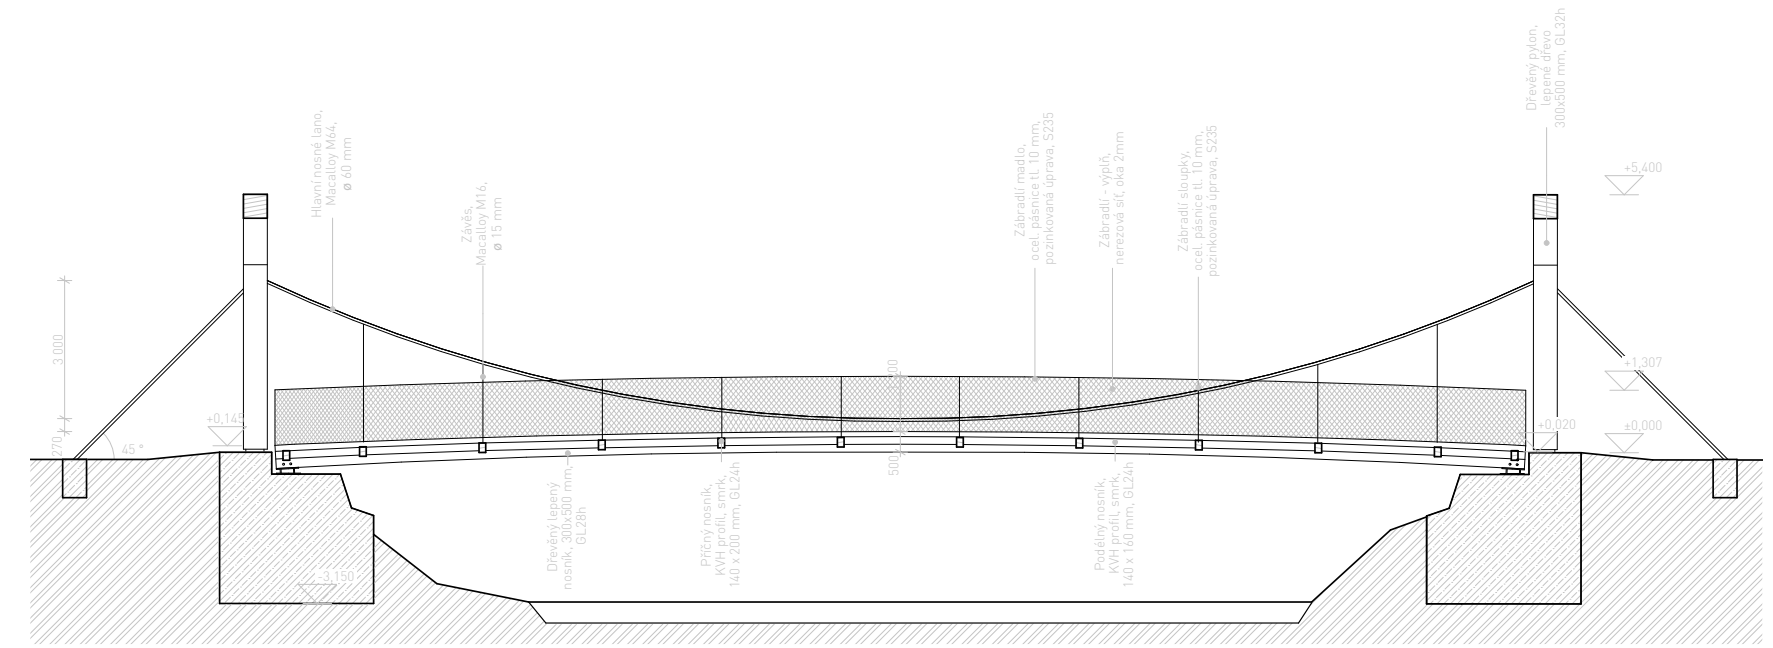 Hlavní nosné lano,
Macalloy M64,
ø 60 mm
Závěs,
Macalloy M16,
ø 15 mm
Zábradlí madlo,
ocel. pásnice tl. 10 mm,
pozinkovaná úprava, S235
Zábradlí - výplň,
nerezová síť, oka 2mm
Zábradlí sloupky,
ocel. pásnice tl. 10 mm,
pozinkovaná úprava, S235
Dřevěný pylon,
lepené dřevo
300x500 mm, GL32h
+5,400
+1,307
±0,000
+0,020
+0,145
3 000
270
45 °
500
-3,150
Dřevěný lepený
nosník, 300x500 mm,
GL28h
Příčný nosník,
KVH profil, smrk,
140 x 200 mm, GL24h
Podélný nosník,
KVH profil, smrk,
140 x 160 mm, GL24h